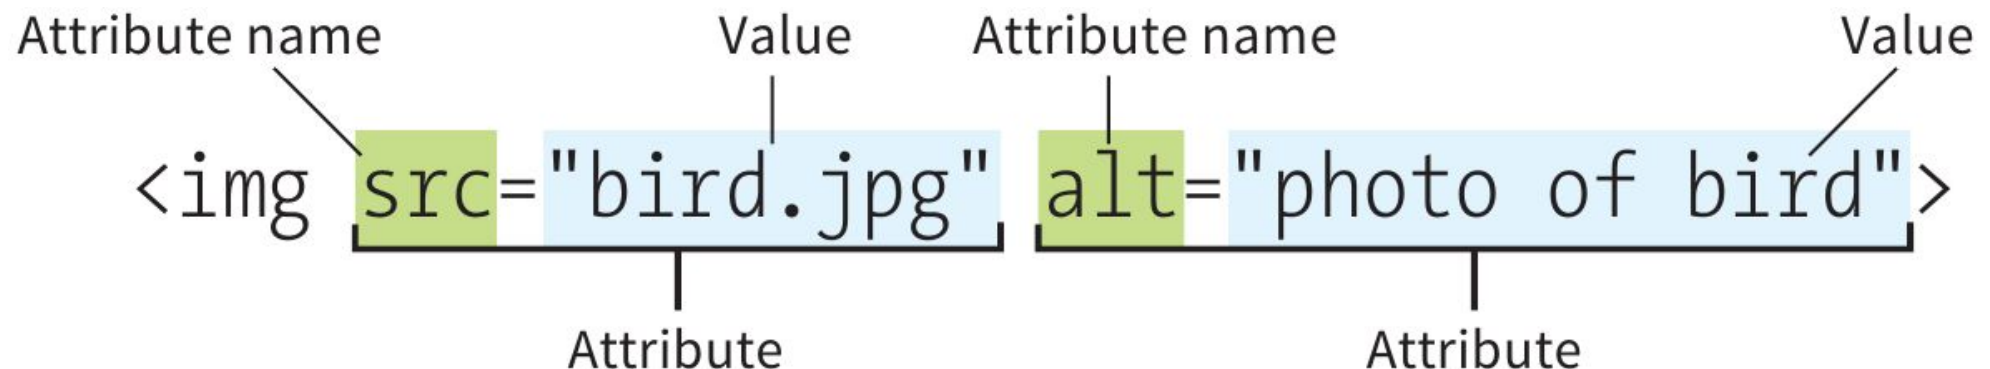 Attribute name Value Attribute name Value
<img src="bird.jpg" alt="photo of bird">
Attribute Attribute